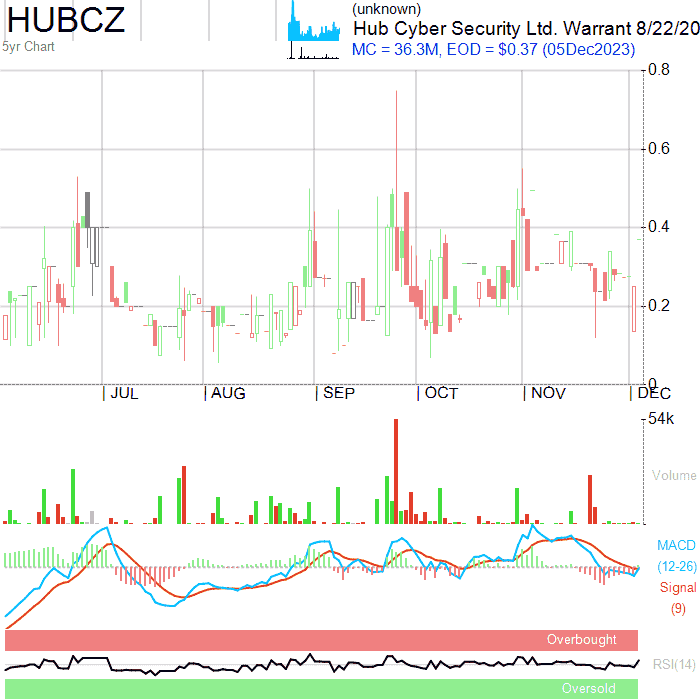 HUBCZ
(unknown)
Hub Cyber Security Ltd. Warrant 8/22/20
5yr Chart
MC = 36.3M, EOD = $0.37 (05Dec2023)
0.8
0.6
0.4
0.2
0
JUL AUG SEP OCT NOV DEC
54k
Volume
MACD
(12-26)
Signal
(9)
Overbought
RSI(14)
Oversold